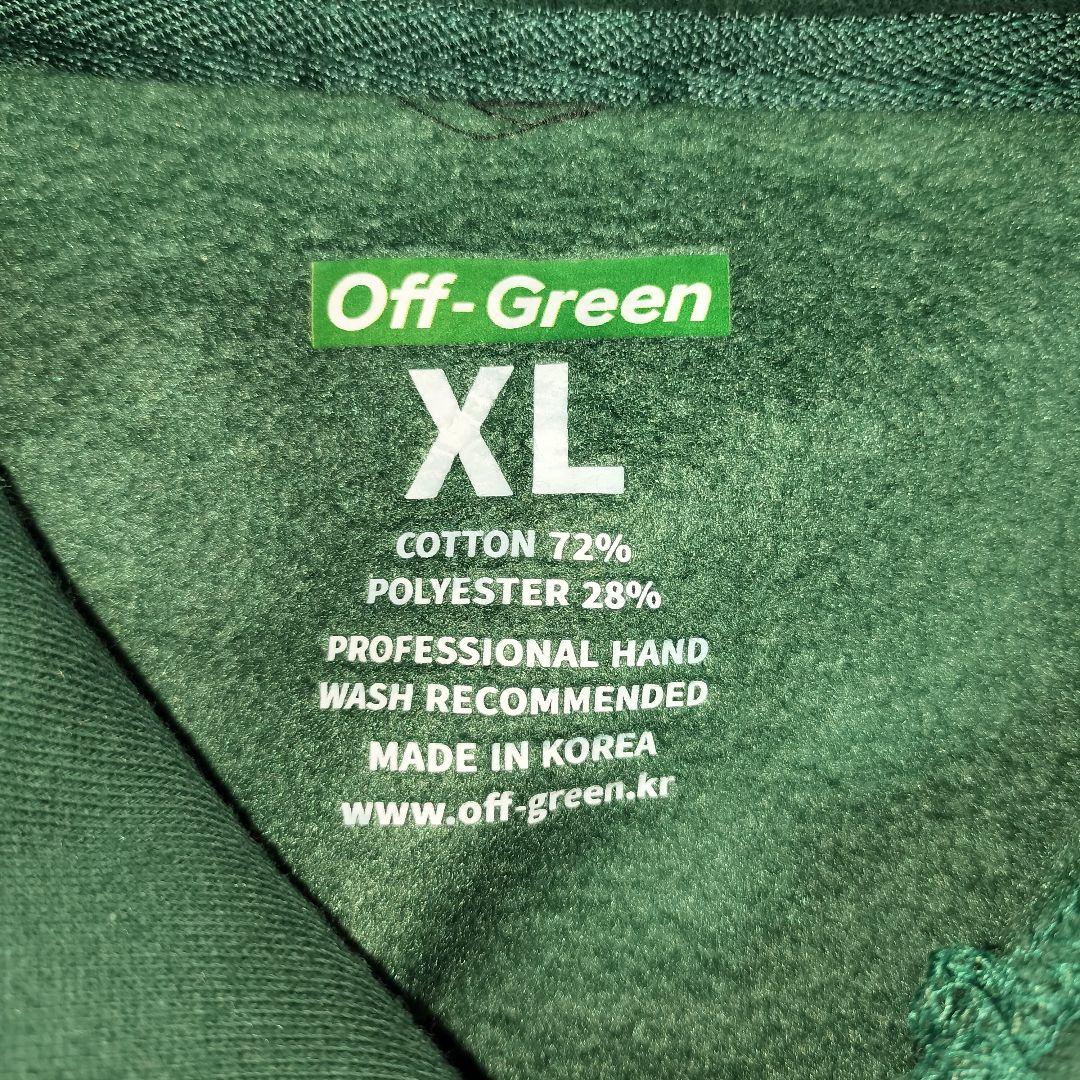 Off-Green
XL
COTTON 72%
POLYESTER 28%
PROFESSIONAL HAND
WASH RECOMMENDED
MADE IN KOREA
www.off-green.kr